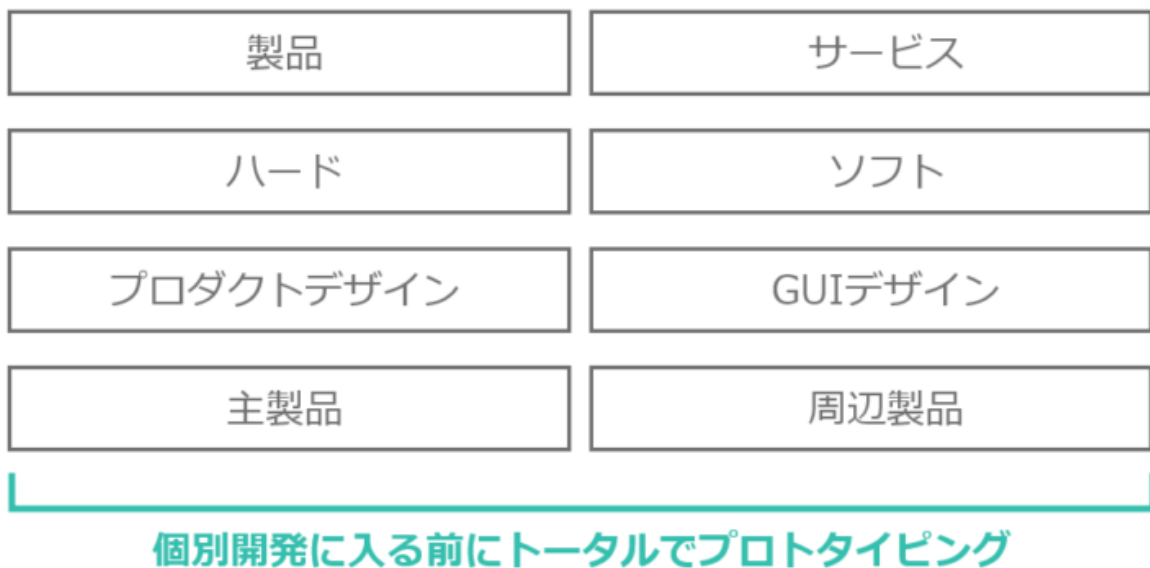 製品
サービス
ハード
ソフト
プロダクトデザイン
GUIデザイン
主製品
周辺製品
個別開発に入る前にトータルでプロトタイピング